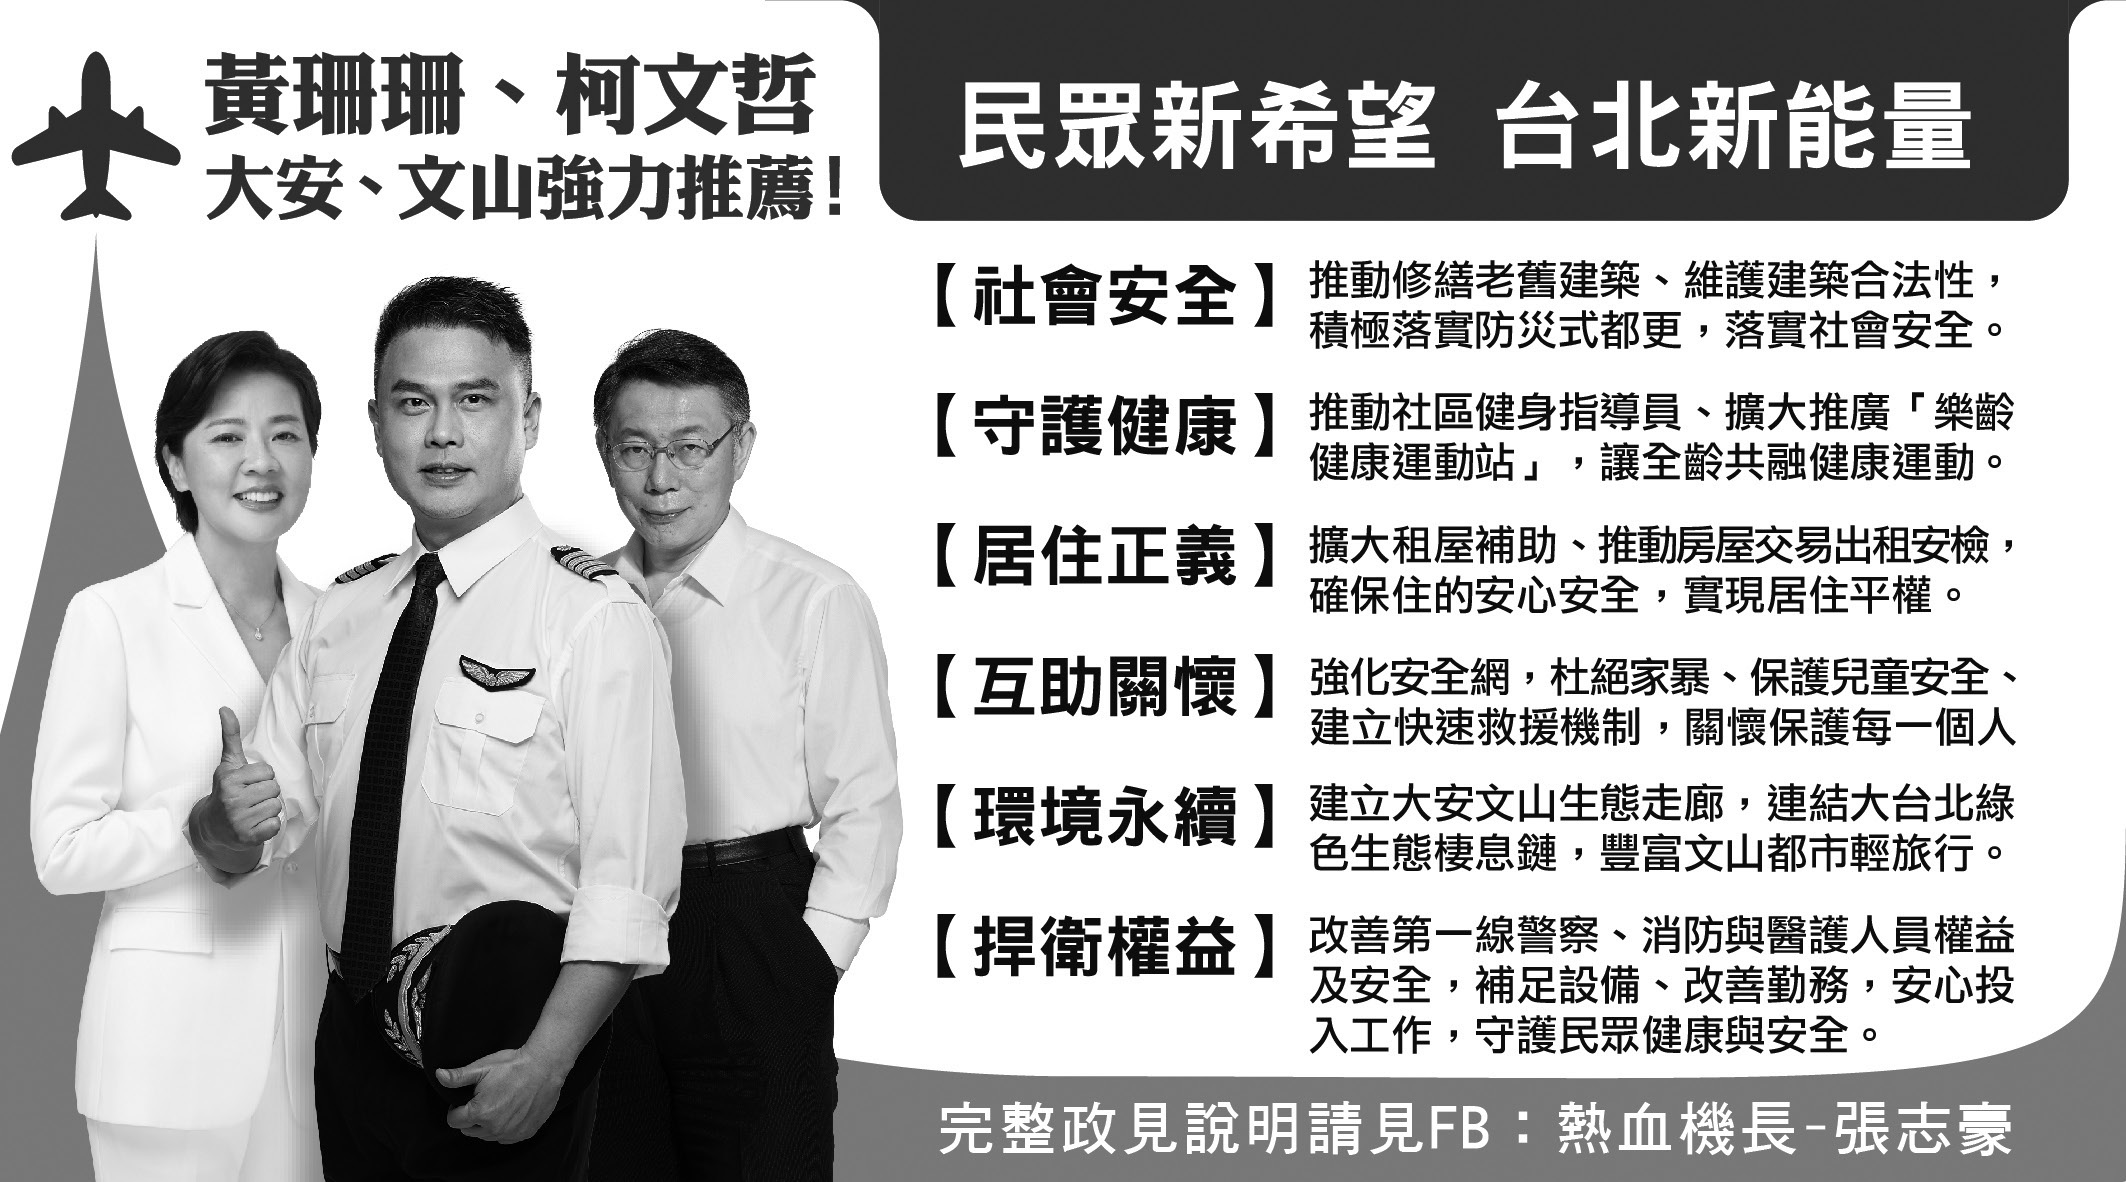 黃珊珊、柯文哲
大安、文山強力推薦！
民眾新希望 台北新能量
【社會安全】
推動修繕老舊建築、維護建築合法性，
積極落實防災式都更，落實社會安全。
【守護健康】
推動社區健身指導員、擴大推廣「樂齡
健康運動站」，讓全齡共融健康運動。
【居住正義】
擴大租屋補助、推動房屋交易出租安檢，
確保住的安心安全，實現居住平權。
【互助關懷】
強化安全網，杜絕家暴、保護兒童安全、
建立快速救援機制，關懷保護每一個人
【環境永續】
建立大安文山生態走廊，連結大台北綠
色生態棲息鏈，豐富文山都市輕旅行。
【捍衛權益】
改善第一線警察、消防與醫護人員權益
及安全，補足設備、改善勤務，安心投
入工作，守護民眾健康與安全。
完整政見說明請見FB：熱血機長-張志豪